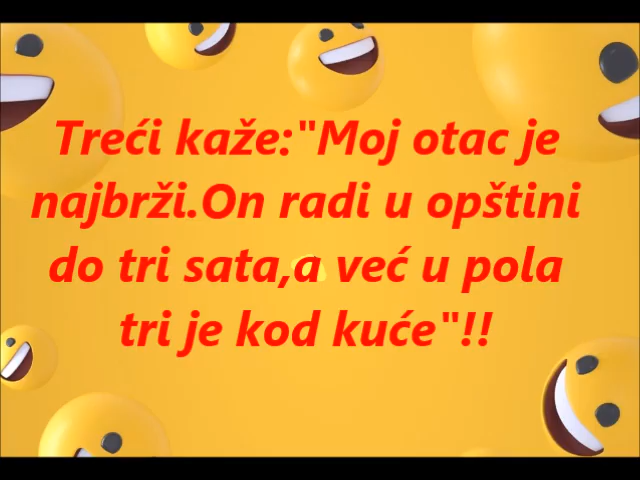 Treći kaže:"Moj otac je
najbrži.On radi u opštini
do tri sata,a već u pola
tri je kod kuće"!!